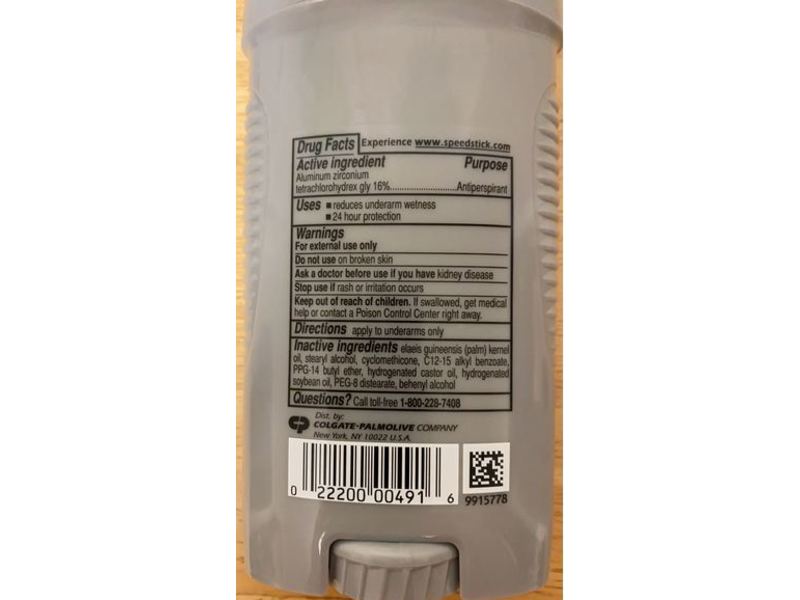 Drug Facts Experience www.speedstick.com
Active ingredient Purpose
Aluminum zirconium
tetrachlorohydrex gly 16%..........................Antiperspirant
Uses ■ reduces underarm wetness
■ 24 hour protection
Warnings
For external use only
Do not use on broken skin
Ask a doctor before use if you have kidney disease
Stop use if rash or irritation occurs
Keep out of reach of children. If swallowed, get medical
help or contact a Poison Control Center right away.
Directions apply to underarms only
Inactive ingredients elaeis guineensis (palm) kernel
oil, stearyl alcohol, cyclomethicone, C12-15 alkyl benzoate,
PPG-14 butyl ether, hydrogenated castor oil, hydrogenated
soybean oil, PEG-8 distearate, behenyl alcohol
Questions? Call toll-free 1-800-228-7408
Dist. by:
CP COLGATE-PALMOLIVE COMPANY
New York, NY 10022 U.S.A.
0 22200 00491 6
9915778